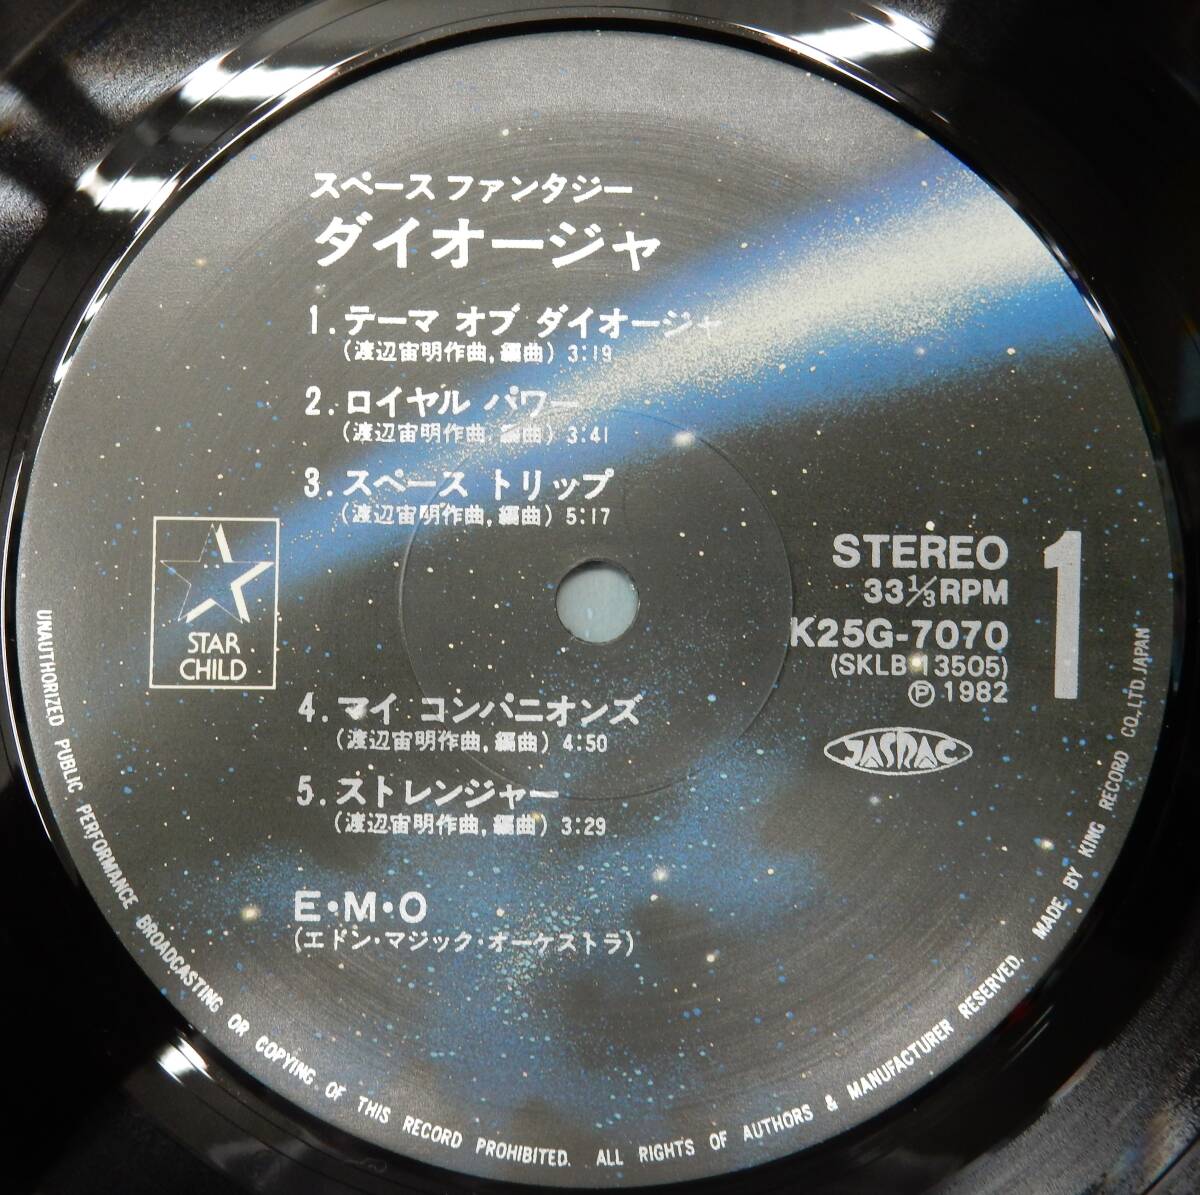 スペース ファンタジー
ダイオージャ
1.テーマ オブ ダイオージャ
(渡辺宙明作曲,編曲) 3:19
2.ロイヤル パワー
(渡辺宙明作曲,編曲) 3:41
3.スペース トリップ
(渡辺宙明作曲,編曲) 5:17
STAR
CHILD
STEREO
33 1/3 RPM
K25G-7070
(SKLB 13505)
℗ 1982
1
JASRAC
4.マイ コンパニオンズ
(渡辺宙明作曲,編曲) 4:50
5.ストレンジャー
(渡辺宙明作曲,編曲) 3:29
E・M・O
(エドン・マジック・オーケストラ)
UNAUTHORIZED PUBLIC PERFORMANCE BROADCASTING OR COPYING OF THIS RECORD PROHIBITED. ALL RIGHTS OF AUTHORS & MANUFACTURER RESERVED. MADE BY KING RECORD CO., LTD. JAPAN